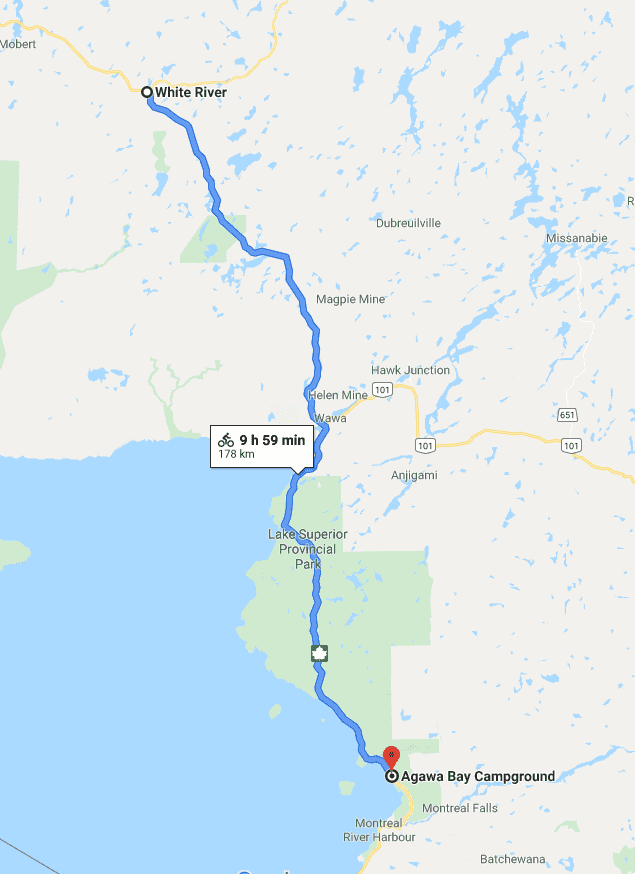 Mobert
White River
Dubreuilville
Missanabie
Magpie Mine
Hawk Junction
Helen Mine
101
651
Wawa
9 h 59 min
178 km
101
101
Anjigami
Lake Superior
Provincial
Park
Agawa Bay Campground
Montreal Falls
Montreal
River Harbour
Batchewana